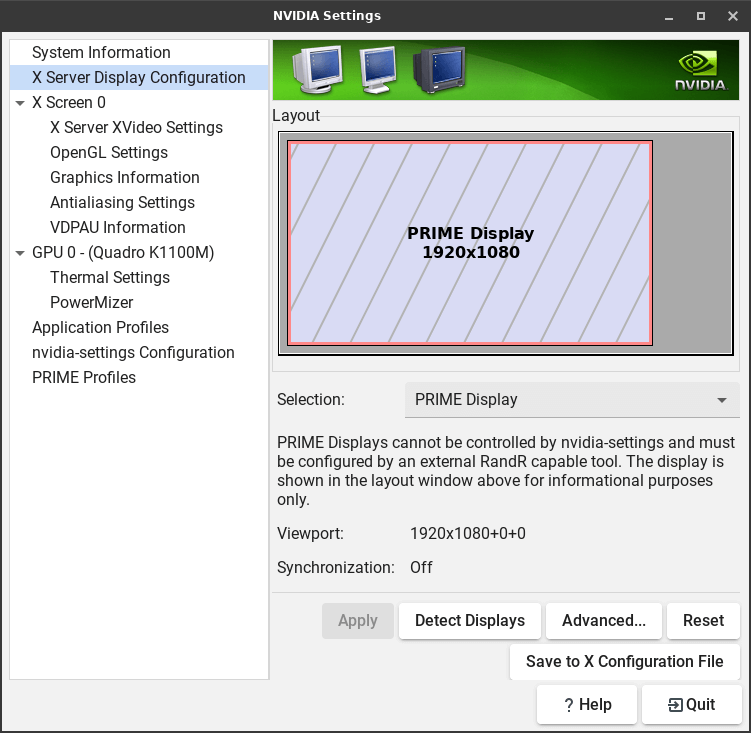 NVIDIA Settings
System Information
X Server Display Configuration
X Screen 0
X Server XVideo Settings
OpenGL Settings
Graphics Information
Antialiasing Settings
VDPAU Information
GPU 0 - (Quadro K1100M)
Thermal Settings
PowerMizer
Application Profiles
nvidia-settings Configuration
PRIME Profiles
NVIDIA.
Layout
PRIME Display
1920x1080
Selection: PRIME Display
PRIME Displays cannot be controlled by nvidia-settings and must
be configured by an external RandR capable tool. The display is
shown in the layout window above for informational purposes
only.
Viewport: 1920x1080+0+0
Synchronization: Off
Apply Detect Displays Advanced... Reset
Save to X Configuration File
? Help Quit